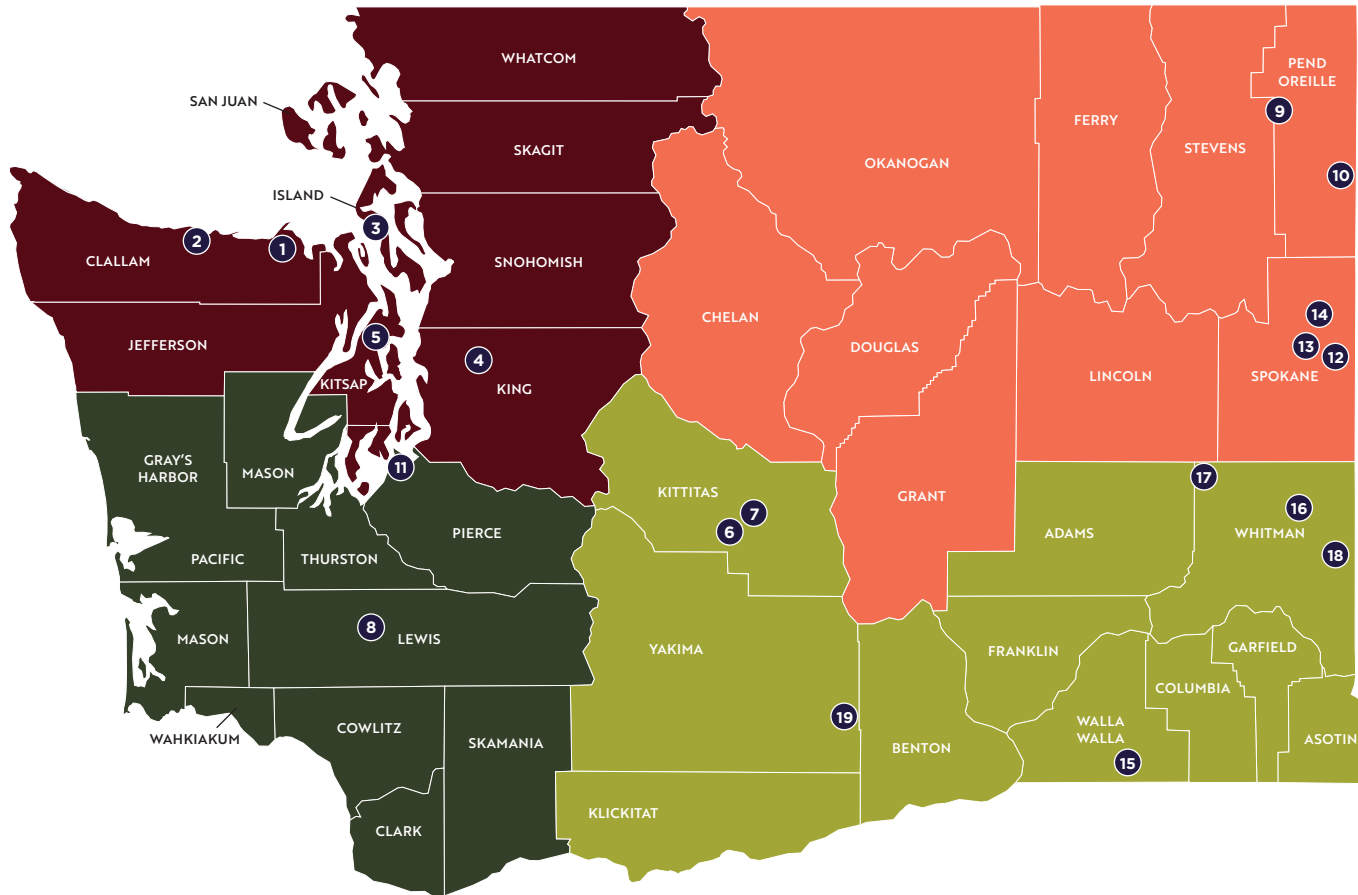 WHATCOM
SAN JUAN
SKAGIT
ISLAND
SNOHOMISH
CLALLAM
2
1
3
JEFFERSON
5
KITSAP
4
KING
OKANOGAN
FERRY
STEVENS
PEND
OREILLE
9
10
CHELAN
DOUGLAS
LINCOLN
SPOKANE
14
13
12
GRANT
GRAY'S
HARBOR
MASON
11
PIERCE
PACIFIC
THURSTON
MASON
8
LEWIS
WAHKIAKUM
COWLITZ
SKAMANIA
CLARK
KITTITAS
6
7
YAKIMA
19
KLICKITAT
BENTON
ADAMS
17
16
WHITMAN
18
FRANKLIN
WALLA
WALLA
15
COLUMBIA
GARFIELD
ASOTIN